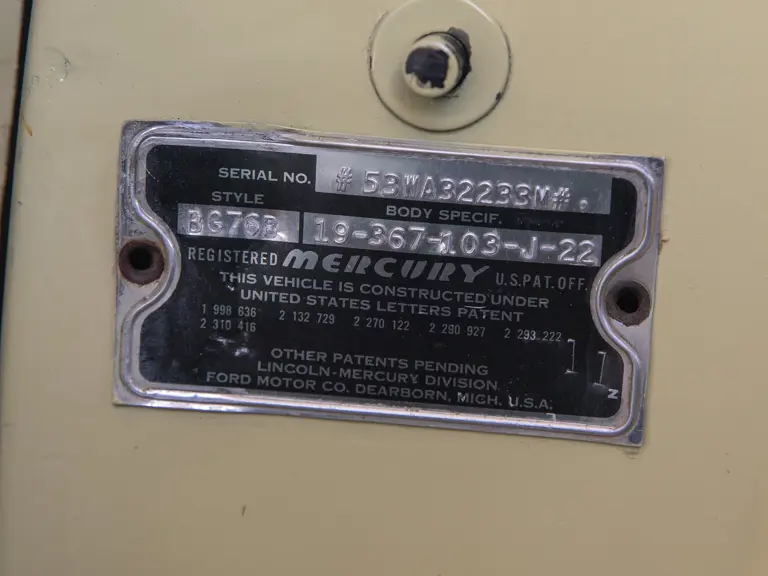 SERIAL NO. #53WA32233M#.
STYLE BODY SPECIF.
BG76B 19-367-103-J-22
REGISTERED MERCURY U.S.PAT.OFF.
THIS VEHICLE IS CONSTRUCTED UNDER
UNITED STATES LETTERS PATENT
1 998 636 2 132 729 2 270 122 2 290 927 2 293 222
2 310 416
11
OTHER PATENTS PENDING
LINCOLN-MERCURY DIVISION
FORD MOTOR CO. DEARBORN, MICH. U.S.A.
N